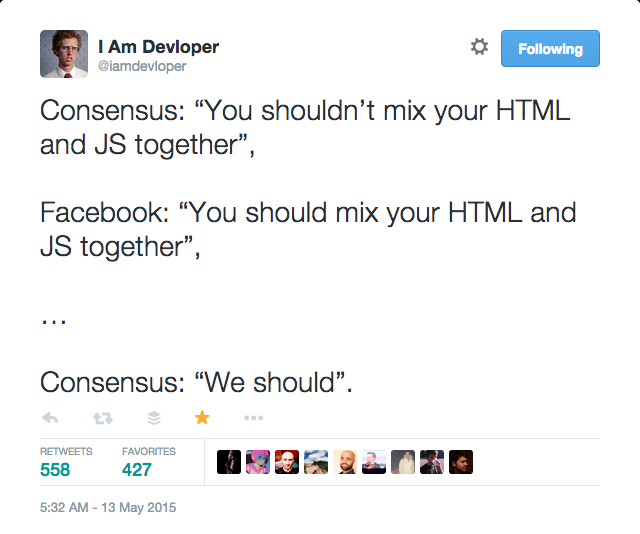 I Am Devloper
@iamdevloper
Following
Consensus: “You shouldn’t mix your HTML
and JS together”,
Facebook: “You should mix your HTML and
JS together”,
…
Consensus: “We should”.
RETWEETS FAVORITES
558 427
5:32 AM - 13 May 2015